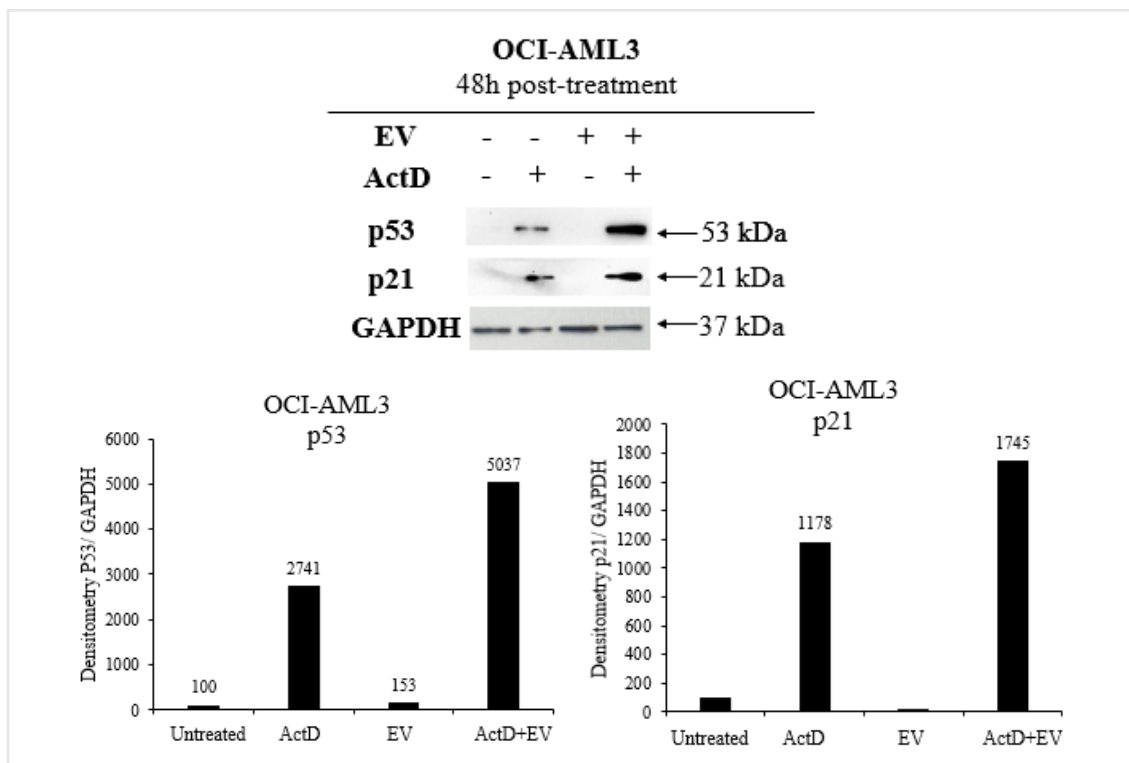 OCI-AML3
48h post-treatment
EV - - + +
ActD - + - +
p53 53 kDa
p21 21 kDa
GAPDH 37 kDa
OCI-AML3
p53
Densitometry P53/ GAPDH
6000
5000
4000
3000
2000
1000
0
100
2741
153
5037
Untreated ActD EV ActD+EV
OCI-AML3
p21
Densitometry p21/ GAPDH
2000
1800
1600
1400
1200
1000
800
600
400
200
0
1178
1745
Untreated ActD EV ActD+EV